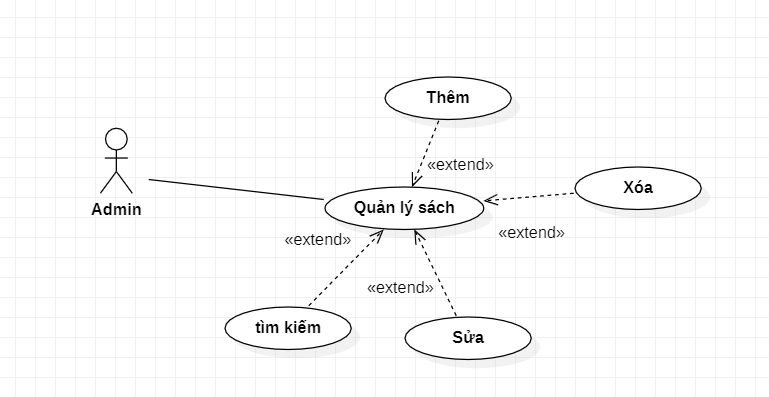 Thêm
«extend»
Xóa
Admin
Quản lý sách
«extend»
«extend»
«extend»
tìm kiếm
Sửa